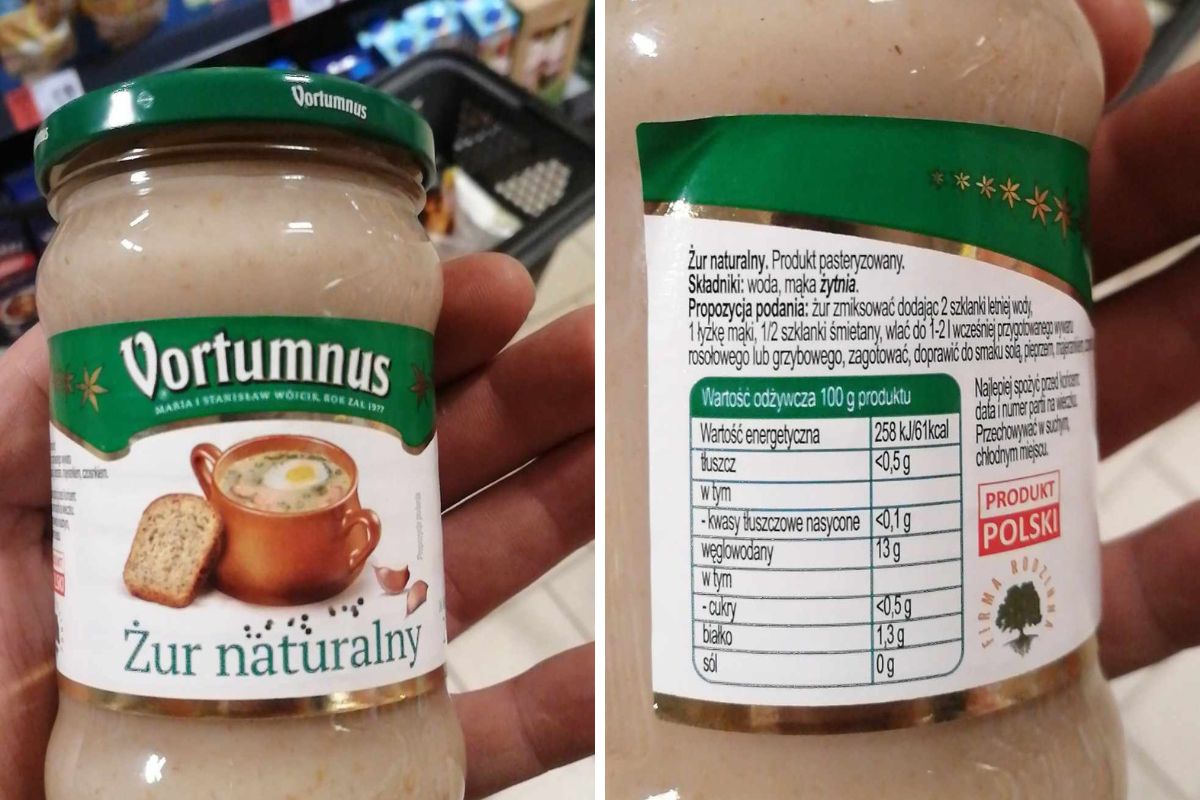 Vortumnus
Vortumnus
MARIA I STANISŁAW WÓJCIK, ROK ZAŁ. 1977
Propozycja podania
Żur naturalny
Żur naturalny. Produkt pasteryzowany.
Składniki: woda, mąka żytnia.
Propozycja podania: żur zmiksować dodając 2 szklanki letniej wody,
1 łyżkę mąki, 1/2 szklanki śmietany, wlać do 1-2 l wcześniej przygotowanego wywaru
rosołowego lub grzybowego, zagotować, doprawić do smaku solą, pieprzem, majerankiem,
Wartość odżywcza 100 g produktu
Wartość energetyczna 258 kJ/61kcal
tłuszcz <0,5 g
w tym
- kwasy tłuszczowe nasycone <0,1 g
węglowodany 13 g
w tym
- cukry <0,5 g
białko 1,3 g
sól 0 g
Najlepiej spożyć przed końcem:
data i numer partii na wieczku.
Przechowywać w suchym,
chłodnym miejscu.
PRODUKT
POLSKI
FIRMA RODZINNA